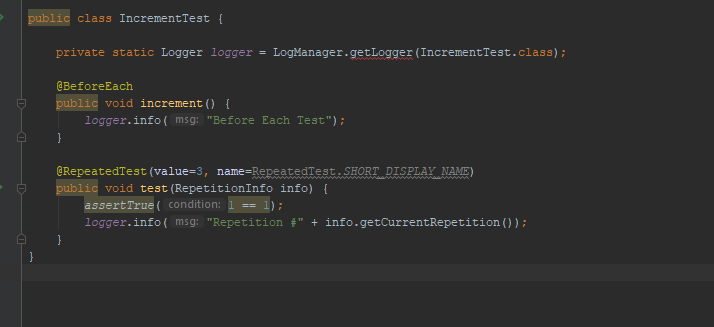 public class IncrementTest {
private static Logger logger = LogManager.getLogger(IncrementTest.class);
@BeforeEach
public void increment() {
logger.info( msg: "Before Each Test");
}
@RepeatedTest(value=3, name=RepeatedTest.SHORT_DISPLAY_NAME)
public void test(RepetitionInfo info) {
assertTrue( condition: 1 == 1);
logger.info( msg: "Repetition #" + info.getCurrentRepetition());
}
}